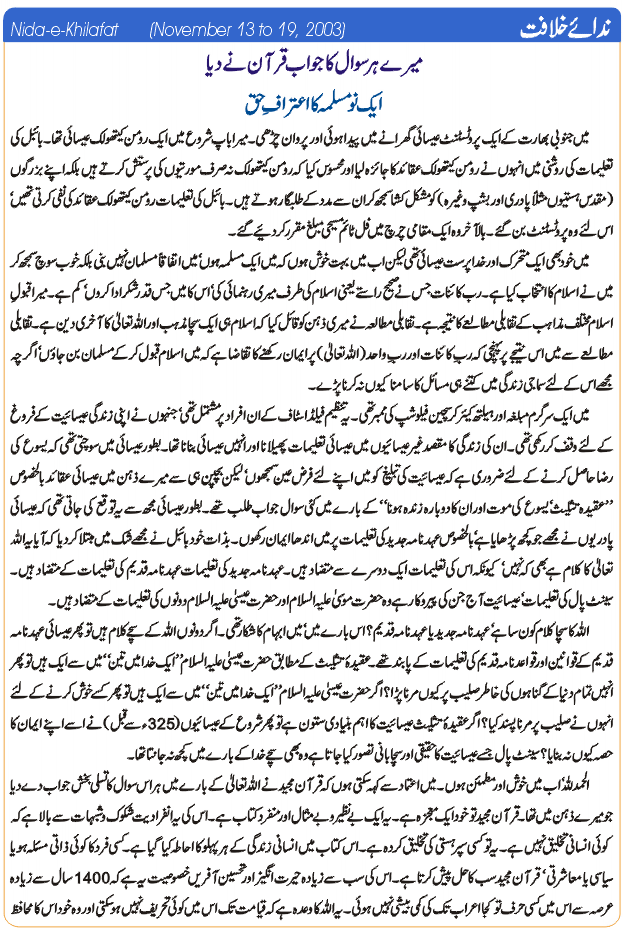 Nida-e-Khilafat (November 13 to 19, 2003) ندائے خلافت
میرے ہر سوال کا جواب قرآن نے دیا
ایک نو مسلمہ کا اعترافِ حق
میں جنوبی بھارت کے ایک پروٹسٹنٹ عیسائی گھرانے میں پیدا ہوئی اور پروان چڑھی۔ میرا باپ شروع میں ایک رومن کیتھولک عیسائی تھا۔ بائبل کی
تعلیمات کی روشنی میں انہوں نے رومن کیتھولک عقائد کا جائزہ لیا اور محسوس کیا کہ رومن کیتھولک نہ صرف مورتیوں کی پرستش کرتے ہیں بلکہ اپنے بزرگوں
(مقدس ہستیوں مثلاً پادری اور بشپ وغیرہ) کو مشکل کشا سمجھ کر ان سے مدد کے طلبگار ہوتے ہیں۔ بائبل کی تعلیمات رومن کیتھولک عقائد کی نفی کرتی تھیں،
اس لئے وہ پروٹسٹنٹ بن گئے۔ بالآخر وہ ایک مقامی چرچ میں فل ٹائم مسیحی مبلغ مقرر کر دیئے گئے۔
میں خود بھی ایک متحرک اور خدا پرست عیسائی تھی لیکن اب میں بہت خوش ہوں کہ میں ایک مسلمہ ہوں، میں اتفاقاً مسلمان نہیں بنی بلکہ خوب سوچ سمجھ کر
میں نے اسلام کا انتخاب کیا ہے۔ رب کائنات جس نے صحیح راستے یعنی اسلام کی طرف میری رہنمائی کی، اُس کا میں جس قدر شکر ادا کروں، کم ہے۔ میرا قبولِ
اسلام مختلف مذاہب کے تقابلی مطالعے کا نتیجہ ہے۔ تقابلی مطالعہ نے میری ذہن کو قائل کیا کہ اسلام ہی ایک سچا مذہب اور اللہ تعالیٰ کا آخری دین ہے۔ تقابلی
مطالعے سے میں اس نتیجے پر پہنچی کہ ربِ کائنات اور ربِ واحد (اللہ تعالیٰ) پر ایمان رکھنے کا تقاضا ہے کہ میں اسلام قبول کر کے مسلمان بن جاؤں، اگرچہ
مجھے اس کے لئے سماجی زندگی میں کتنے ہی مسائل کا سامنا کیوں نہ کرنا پڑے۔
میں ایک سرگرم مبلغہ اور ہیلتھ کیئر کرسچین فیلوشپ کی ممبر تھی۔ یہ تنظیم فیلڈ اسٹاف کے ان افراد پر مشتمل تھی، جنہوں نے اپنی زندگی عیسائیت کے فروغ
کے لئے وقف کر رکھی تھی۔ ان کی زندگی کا مقصد غیر عیسائیوں میں عیسائی تعلیمات پھیلانا اور انہیں عیسائی بنانا تھا۔ بطور عیسائی میں سوچتی تھی کہ یسوع کی
رضا حاصل کرنے کے لئے ضروری ہے کہ عیسائیت کی تبلیغ کو میں اپنے لئے فرض عین سمجھوں، لیکن بچپن ہی سے میرے ذہن میں عیسائی عقائد بالخصوص
”عقیدہ تثلیث، یسوع کی موت اور ان کا دوبارہ زندہ ہونا“ کے بارے میں کئی سوال جواب طلب تھے۔ بطور عیسائی مجھ سے یہ توقع کی جاتی تھی کہ عیسائی
پادریوں نے مجھے جو کچھ پڑھایا ہے، بالخصوص عہدنامہ جدید کی تعلیمات پر میں اندھا ایمان رکھوں۔ بذات خود بائبل نے مجھے شک میں مبتلا کر دیا کہ آیا یہ اللہ
تعالیٰ کا کلام ہے بھی کہ نہیں، کیونکہ اس کی تعلیمات ایک دوسرے سے متضاد ہیں۔ عہدنامہ جدید کی تعلیمات عہدنامہ قدیم کی تعلیمات کے متضاد ہیں۔
سینٹ پال کی تعلیمات، عیسائیت آج جن کی پیروکار ہے وہ حضرت موسیٰ علیہ السلام اور حضرت عیسیٰ علیہ السلام دونوں کی تعلیمات کے متضاد ہیں۔
اللہ کا سچا کلام کون سا ہے، عہدنامہ جدید یا عہدنامہ قدیم؟ اس بارے میں، میں ابہام کا شکار تھی۔ اگر دونوں اللہ کے سچے کلام ہیں تو پھر عیسائی عہدنامہ
قدیم کے قوانین اور قواعد نامہ قدیم کی تعلیمات کے پابند تھے۔ عقیدۂ تثلیث کے مطابق حضرت عیسیٰ علیہ السلام ”ایک خدا میں تین“ میں سے ایک ہیں تو پھر
انہیں تمام دنیا کے گناہوں کی خاطر صلیب پر کیوں مرنا پڑا؟ اگر حضرت عیسیٰ علیہ السلام ”ایک خدا میں تین“ میں سے ایک ہیں تو پھر کسے خوش کرنے کے لئے
انہوں نے صلیب پر مرنا پسند کیا؟ اگر عقیدۂ تثلیث عیسائیت کا اہم بنیادی ستون ہے تو پھر شروع کے عیسائیوں (325ء سے قبل) نے اسے اپنے ایمان کا
حصہ کیوں نہ بنایا؟ سینٹ پال جسے عیسائیت کا حقیقی اور سچا بانی تصور کیا جاتا ہے وہ بھی سچے خدا کے بارے میں کچھ نہ جانتا تھا۔
الحمد للہ، اب میں خوش اور مطمئن ہوں۔ میں اعتماد سے کہہ سکتی ہوں کہ قرآن مجید نے اللہ تعالیٰ کے بارے میں ہر اس سوال کا تسلی بخش جواب دے دیا
جو میرے ذہن میں تھا۔ قرآن مجید تو خود ایک معجزہ ہے۔ یہ ایک بے نظیر و بے مثال اور منفرد کتاب ہے۔ اس کی یہ انفرادیت شکوک و شبہات سے بالا ہے کہ
کوئی انسانی تخلیق نہیں ہے۔ یہ تو کسی سپر ہستی کی تخلیق کردہ ہے۔ اس کتاب میں انسانی زندگی کے ہر پہلو کا احاطہ کیا گیا ہے۔ کسی فرد کا کوئی ذاتی مسئلہ ہو یا
سیاسی یا معاشرتی، قرآن مجید سب کا حل پیش کرتا ہے۔ اس کی سب سے زیادہ حیرت انگیز اور تحسین آفریں خصوصیت یہ ہے کہ 1400 سال سے زیادہ
عرصہ سے اس میں کسی حرف تو کجا اعراب تک کی کمی بیشی نہیں ہوئی۔ یہ اللہ کا وعدہ ہے کہ قیامت تک اس میں کوئی تحریف نہیں ہو سکتی اور وہ خود اس کا محافظ